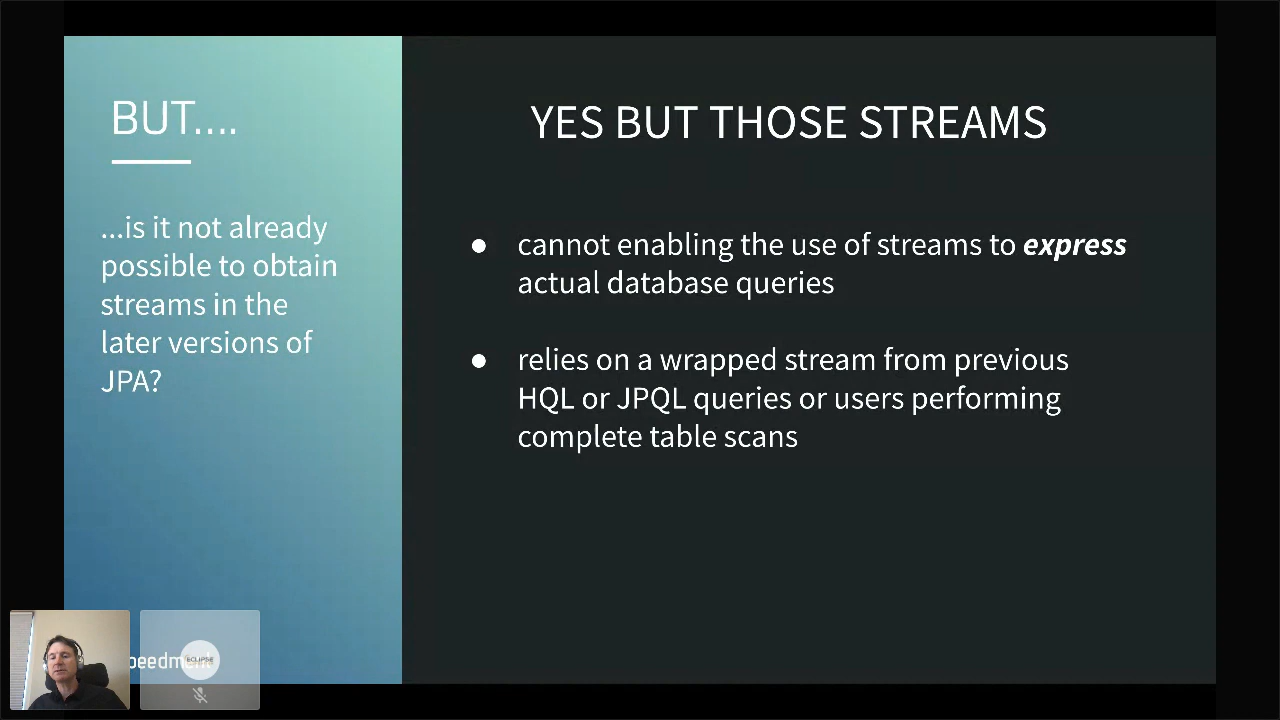 BUT....
...is it not already
possible to obtain
streams in the
later versions of
JPA?
YES BUT THOSE STREAMS
● cannot enabling the use of streams to express
actual database queries
● relies on a wrapped stream from previous
HQL or JPQL queries or users performing
complete table scans
ECLIPSE